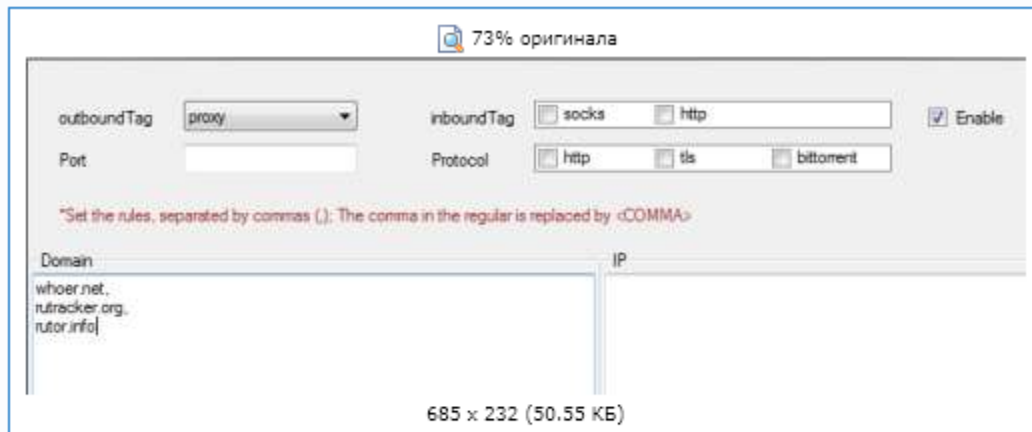 73% оригинала
outboundTag proxy inboundTag socks http Enable
Port Protocol http tls bittorrent
*Set the rules, separated by commas (,); The comma in the regular is replaced by <COMMA>
Domain IP
whoer.net,
rutracker.org,
rutor.info
685 x 232 (50.55 КБ)